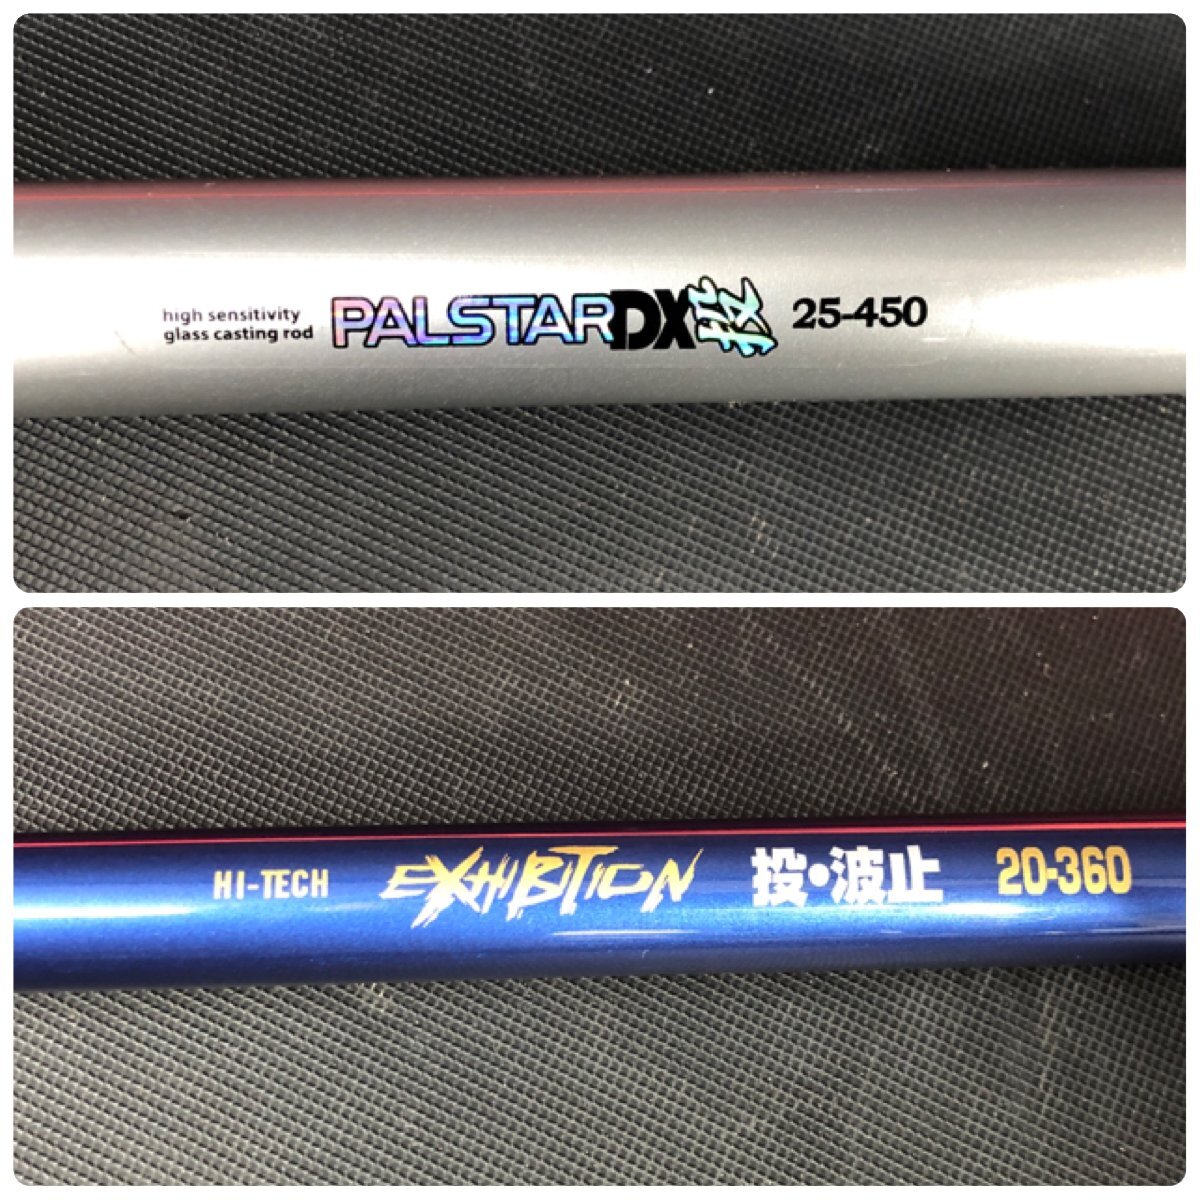 high sensitivity
glass casting rod PALSTAR DX 投 25-450
HI-TECH EXHIBITION 投・波止 20-360